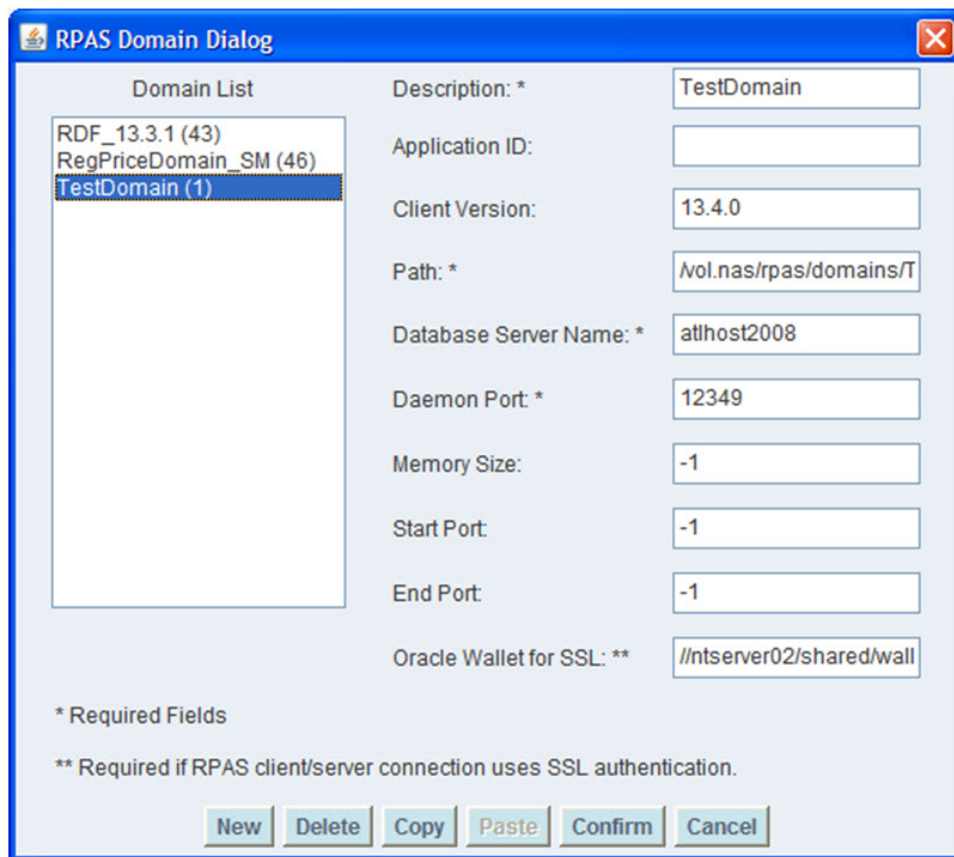 RPAS Domain Dialog
Domain List
RDF_13.3.1 (43)
RegPriceDomain_SM (46)
TestDomain (1)
Description: * TestDomain
Application ID:
Client Version: 13.4.0
Path: * /vol.nas/rpas/domains/T
Database Server Name: * atlhost2008
Daemon Port: * 12349
Memory Size: -1
Start Port: -1
End Port: -1
Oracle Wallet for SSL: ** //ntserver02/shared/wall
* Required Fields
** Required if RPAS client/server connection uses SSL authentication.
New Delete Copy Paste Confirm Cancel